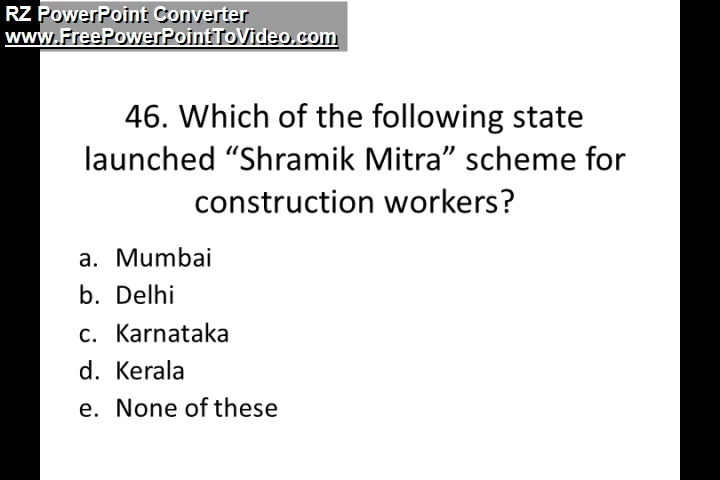 RZ PowerPoint Converter
www.FreePowerPointToVideo.com
46. Which of the following state
launched “Shramik Mitra” scheme for
construction workers?
a. Mumbai
b. Delhi
c. Karnataka
d. Kerala
e. None of these